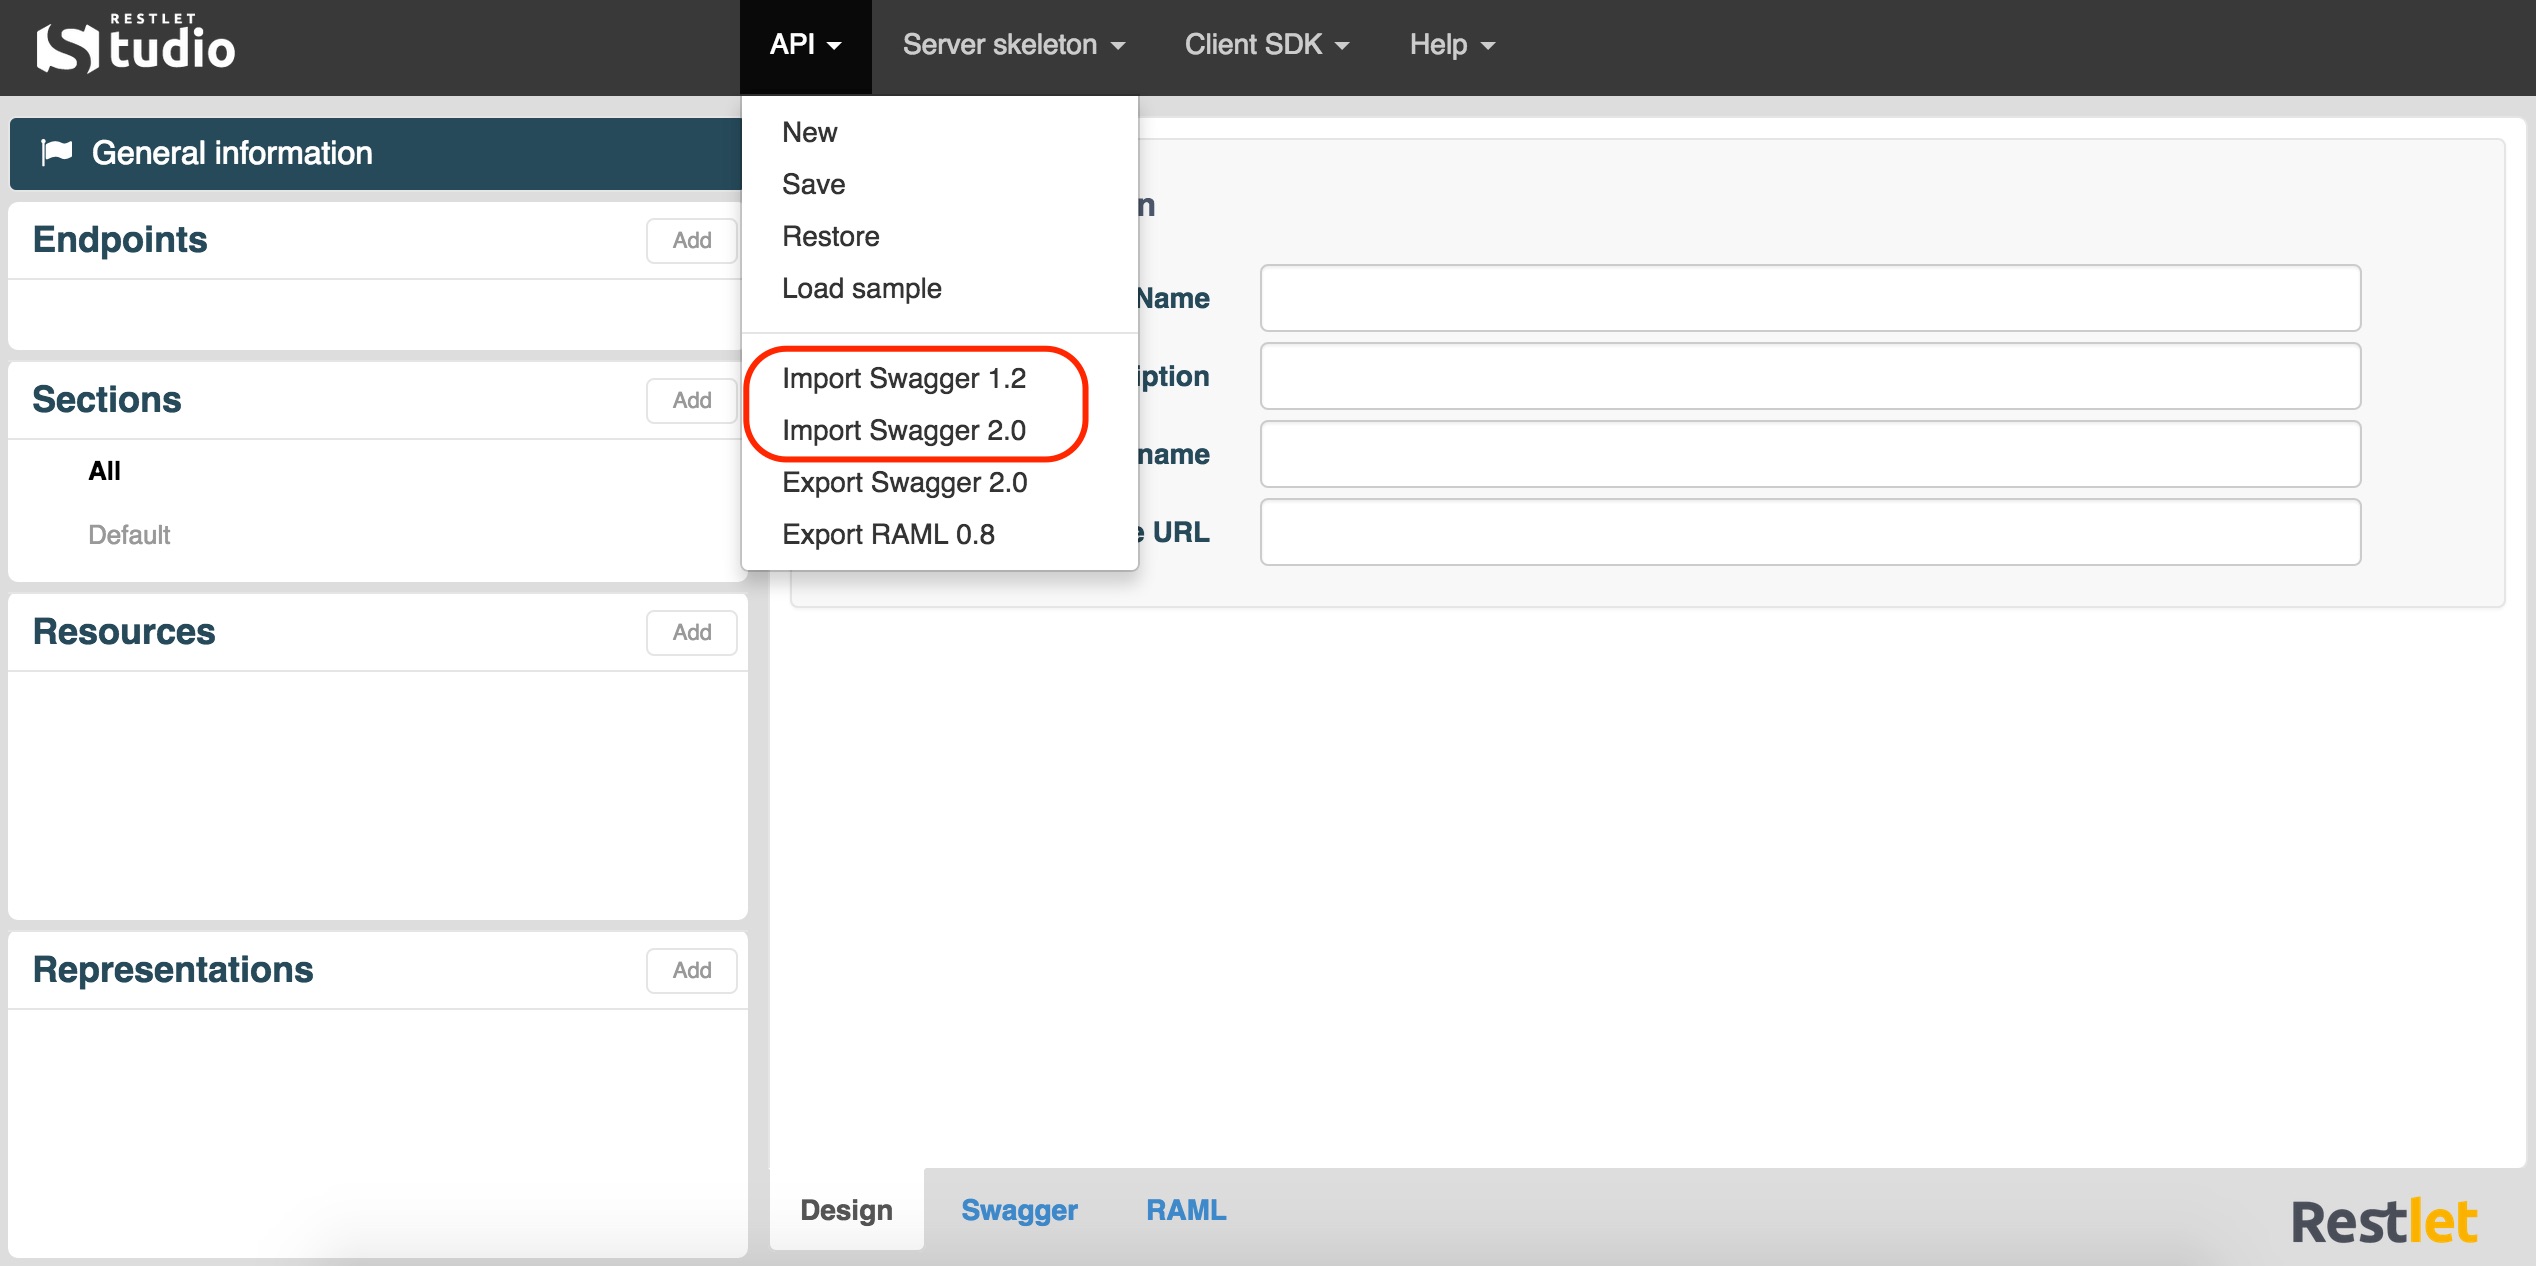 RESTLET
Studio
API
Server skeleton
Client SDK
Help
General information
Endpoints
Add
Sections
Add
All
Default
Resources
Add
Representations
Add
New
Save
Restore
Load sample
Import Swagger 1.2
Import Swagger 2.0
Export Swagger 2.0
Export RAML 0.8
n
Name
iption
name
e URL
Design
Swagger
RAML
Restlet